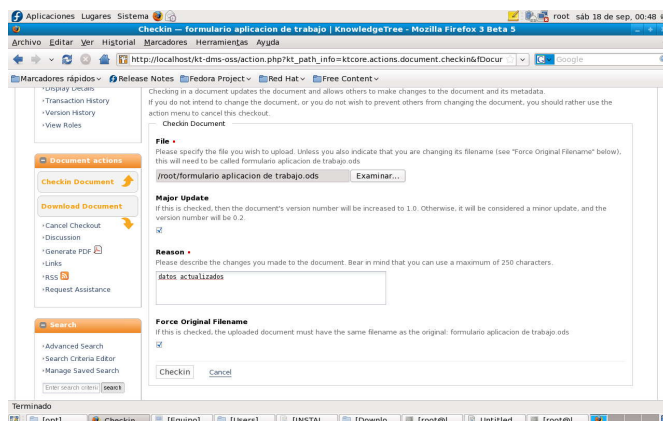 Aplicaciones Lugares Sistema
root sáb 18 de sep, 00:48
Checkin — formulario aplicacion de trabajo | KnowledgeTree - Mozilla Firefox 3 Beta 5
Archivo Editar Ver Historial Marcadores Herramientas Ayuda
http://localhost/kt-dms-oss/action.php?kt_path_info=ktcore.actions.document.checkin&fDocur
Google
Marcadores rápidos Release Notes Fedora Project Red Hat Free Content
Display Details
Transaction History
Version History
View Roles
Checking in a document updates the document and allows others to make changes to the document and its metadata.
If you do not intend to change the document, or you do not wish to prevent others from changing the document, you should rather use the
action menu to cancel this checkout.
Document actions
Checkin Document
Download Document
Cancel Checkout
Discussion
Generate PDF
Links
RSS
Request Assistance
Search
Advanced Search
Search Criteria Editor
Manage Saved Search
Enter search criteri search
Checkin Document
File
Please specify the file you wish to upload. Unless you also indicate that you are changing its filename (see "Force Original Filename" below),
this will need to be called formulario aplicacion de trabajo.ods
/root/formulario aplicacion de trabajo.ods Examinar...
Major Update
If this is checked, then the document's version number will be increased to 1.0. Otherwise, it will be considered a minor update, and the
version number will be 0.2.
Reason
Please describe the changes you made to the document. Bear in mind that you can use a maximum of 250 characters.
datos actualizados
Force Original Filename
If this is checked, the uploaded document must have the same filename as the original: formulario aplicacion de trabajo.ods
Checkin Cancel
Terminado
[opt] Checkin [Equipo] [Users] [INSTAL [Downlo [root@l Untitled [root@l